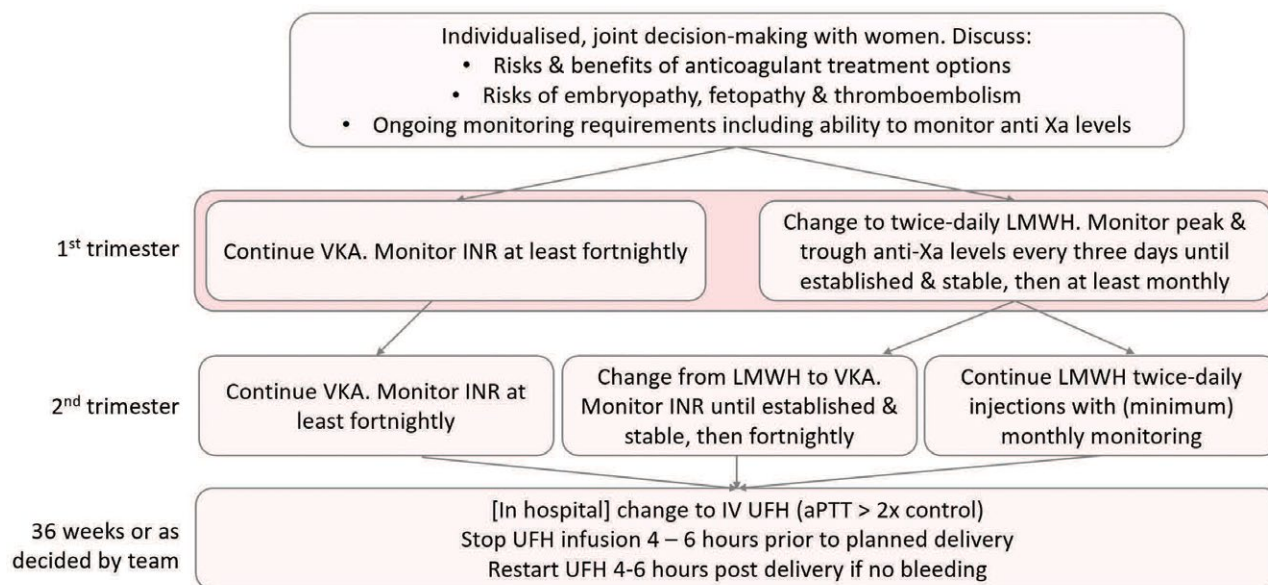 Individualised, joint decision-making with women. Discuss:
• Risks & benefits of anticoagulant treatment options
• Risks of embryopathy, fetopathy & thromboembolism
• Ongoing monitoring requirements including ability to monitor anti Xa levels
1st trimester
Continue VKA. Monitor INR at least fortnightly
Change to twice-daily LMWH. Monitor peak &
trough anti-Xa levels every three days until
established & stable, then at least monthly
2nd trimester
Continue VKA. Monitor INR at
least fortnightly
Change from LMWH to VKA.
Monitor INR until established &
stable, then fortnightly
Continue LMWH twice-daily
injections with (minimum)
monthly monitoring
36 weeks or as
decided by team
[In hospital] change to IV UFH (aPTT > 2x control)
Stop UFH infusion 4 – 6 hours prior to planned delivery
Restart UFH 4-6 hours post delivery if no bleeding